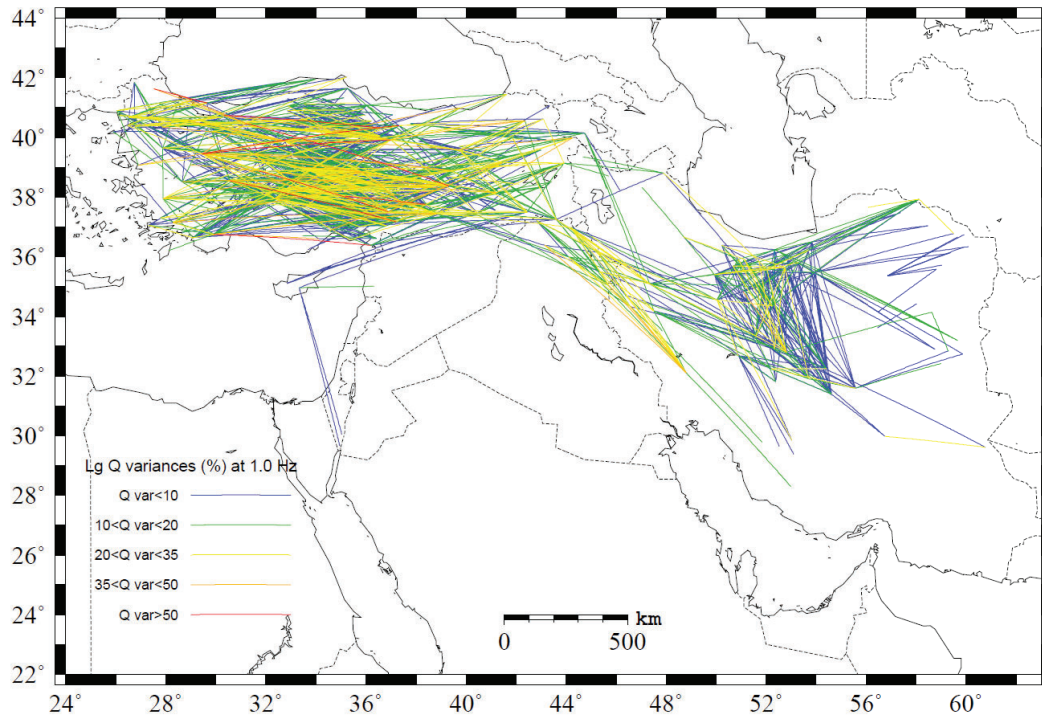 44°
42°
40°
38°
36°
34°
32°
30°
28°
26°
24°
22°
Lg Q variances (%) at 1.0 Hz
Q var<10
10<Q var<20
20<Q var<35
35<Q var<50
Q var>50
km
0 500
24° 28° 32° 36° 40° 44° 48° 52° 56° 60°